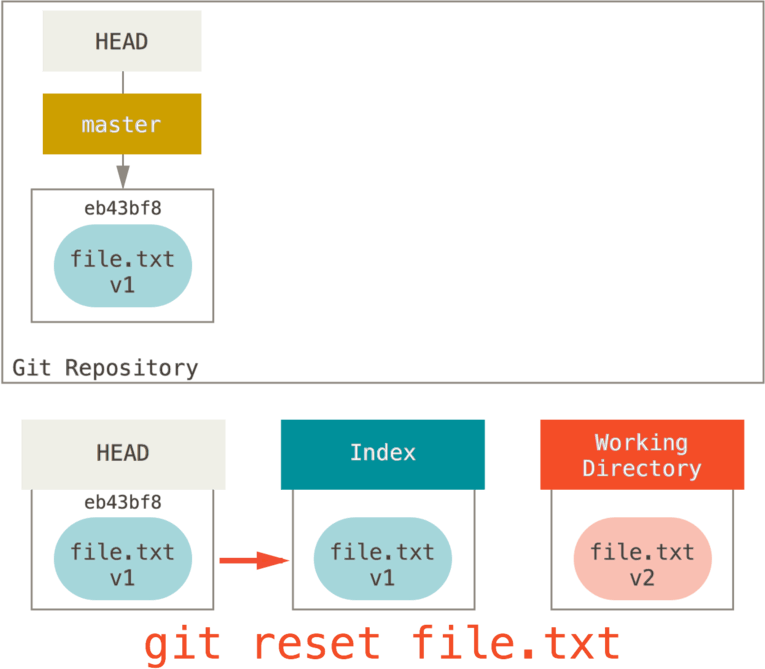 HEAD
master
eb43bf8
file.txt
v1
Git Repository
HEAD
Index
Working
Directory
eb43bf8
file.txt
v1
file.txt
v1
file.txt
v2
git reset file.txt